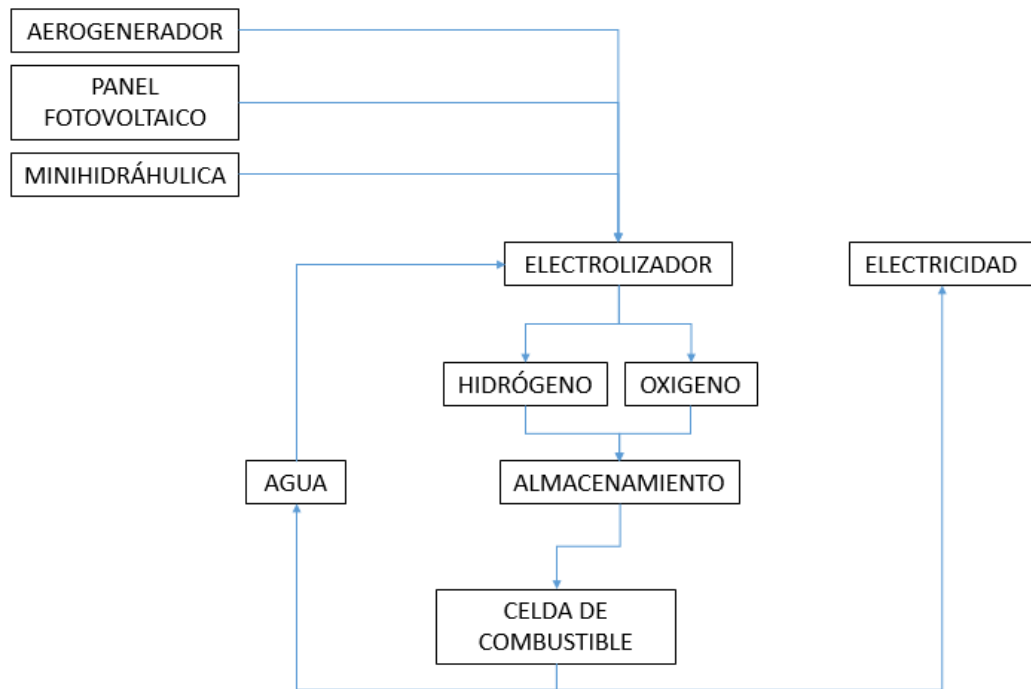 AEROGENERADOR
PANEL
FOTOVOLTAICO
MINIHIDRÁHULICA
ELECTROLIZADOR
ELECTRICIDAD
HIDRÓGENO
OXIGENO
AGUA
ALMACENAMIENTO
CELDA DE
COMBUSTIBLE